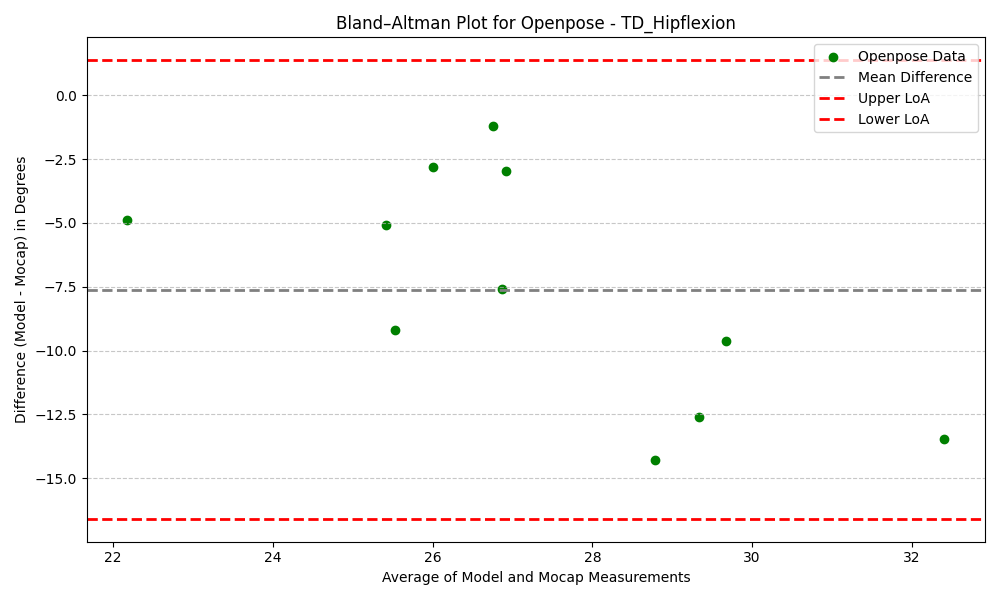 Bland–Altman Plot for Openpose - TD_Hipflexion
Openpose Data
Mean Difference
Upper LoA
Lower LoA
Difference (Model - Mocap) in Degrees
0.0
−2.5
−5.0
−7.5
−10.0
−12.5
−15.0
22 24 26 28 30 32
Average of Model and Mocap Measurements